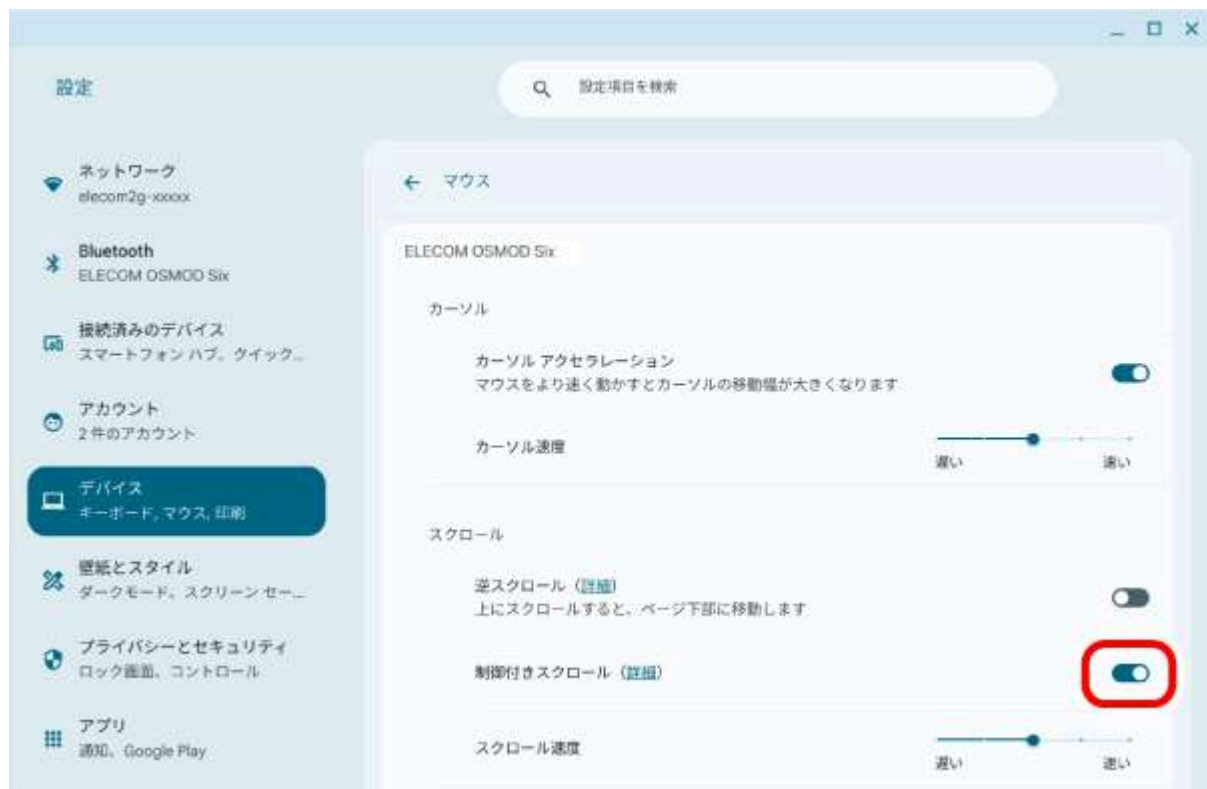 設定
設定項目を検索
ネットワーク
elecom2g-xxxxx
Bluetooth
ELECOM OSMOD Six
接続済みのデバイス
スマートフォン ハブ、クイック...
アカウント
2 件のアカウント
デバイス
キーボード, マウス, 印刷
壁紙とスタイル
ダークモード、スクリーン セー...
プライバシーとセキュリティ
ロック画面、コントロール
アプリ
通知、Google Play
マウス
ELECOM OSMOD Six
カーソル
カーソル アクセラレーション
マウスをより速く動かすとカーソルの移動幅が大きくなります
カーソル速度
遅い 速い
スクロール
逆スクロール（詳細）
上にスクロールすると、ページ下部に移動します
制御付きスクロール（詳細）
スクロール速度
遅い 速い